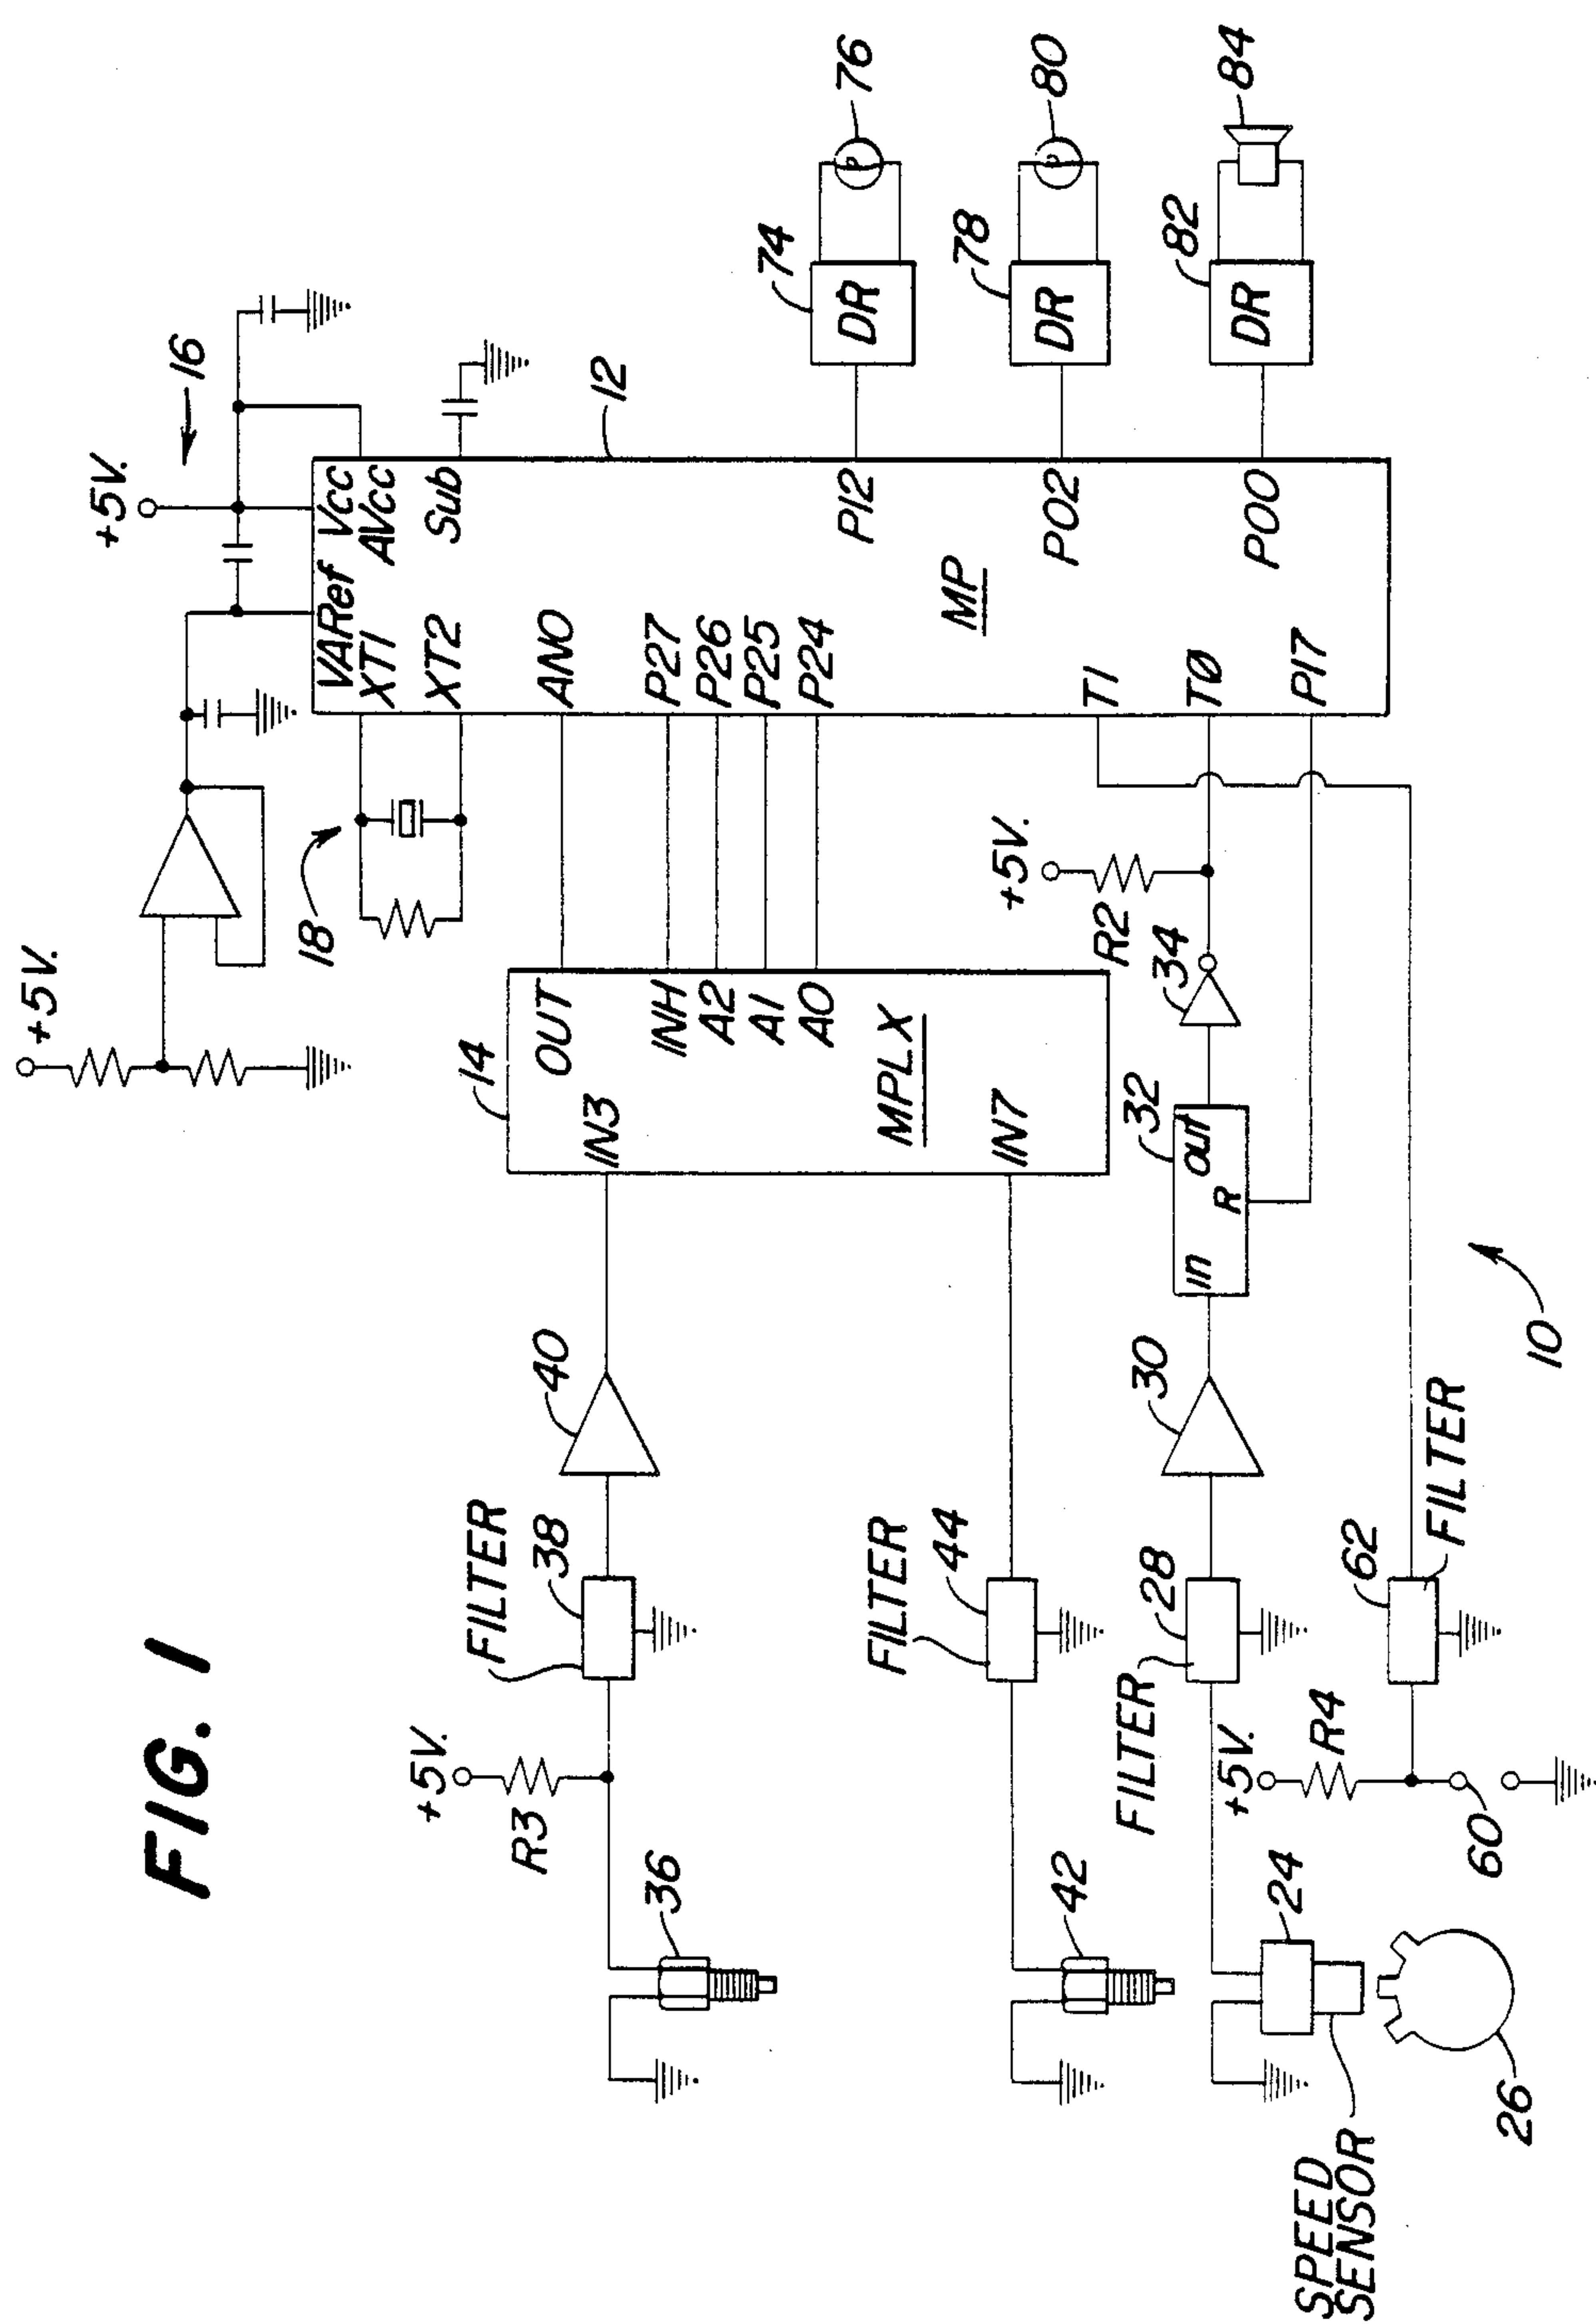 FIG. 1
+5V.
+5V.
16
18
VARef
Vcc
XT1
AVcc
XT2
Sub
12
14
OUT
AN0
IN3
INH
P27
A2
P26
A1
P25
A0
P24
MPLX
MP
IN7
P12
P02
P00
T1
TØ
P17
DR
74
76
DR
78
80
DR
82
84
+5V.
R3
FILTER
38
40
36
FILTER
44
42
FILTER
28
30
in
out
R
32
34
R2
+5V.
+5V.
R4
62
FILTER
60
24
SPEED
SENSOR
26
10